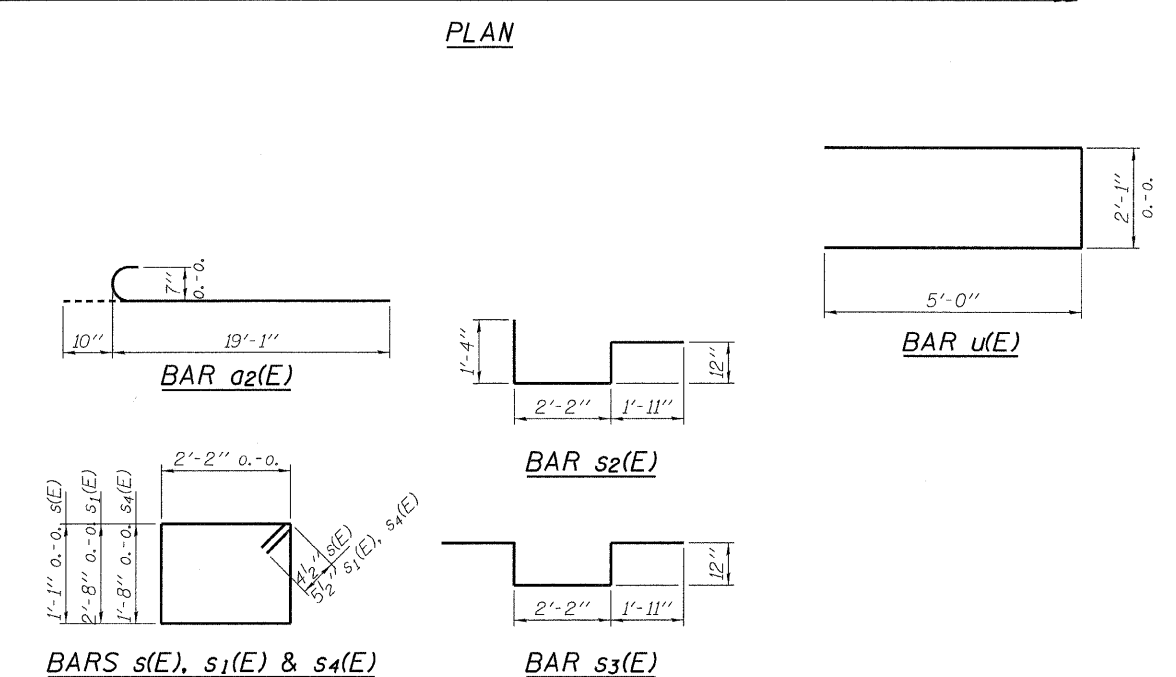 PLAN
2'-1"
o.-o.
5'-0"
BAR u(E)
7"
o.-o.
10"
19'-1"
BAR a2(E)
1'-4"
12"
2'-2"
1'-11"
BAR s2(E)
2'-2" o.-o.
1'-1" o.-o. s(E)
2'-8" o.-o. s1(E)
1'-8" o.-o. s4(E)
4½" s(E)
5½" s1(E), s4(E)
BARS s(E), s1(E) & s4(E)
12"
2'-2"
1'-11"
BAR s3(E)